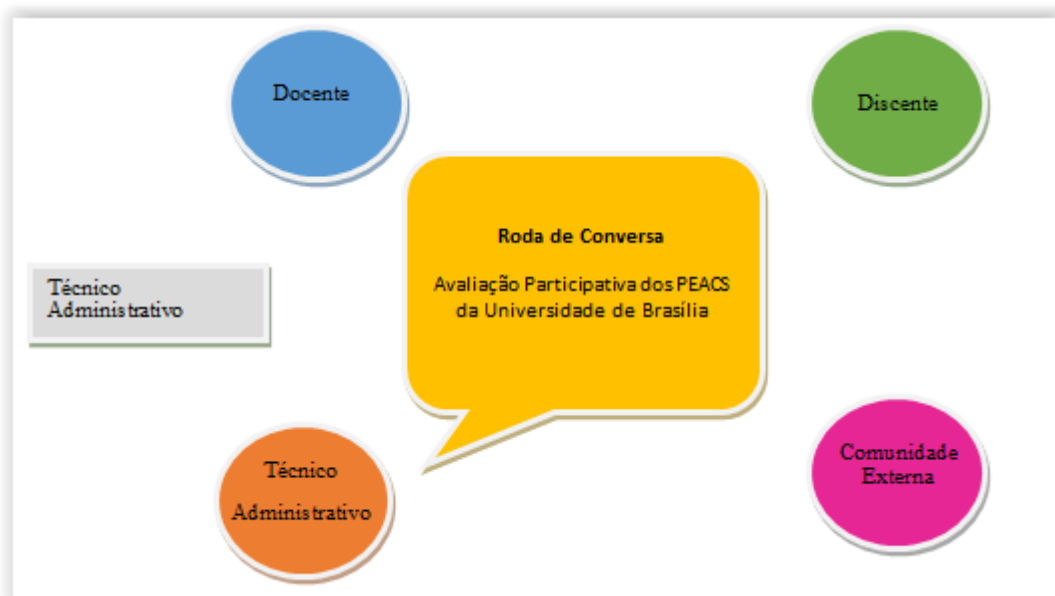 Docente
Discente
Roda de Conversa
Avaliação Participativa dos PEACS
da Universidade de Brasília
Técnico
Administrativo
Técnico
Administrativo
Comunidade
Externa